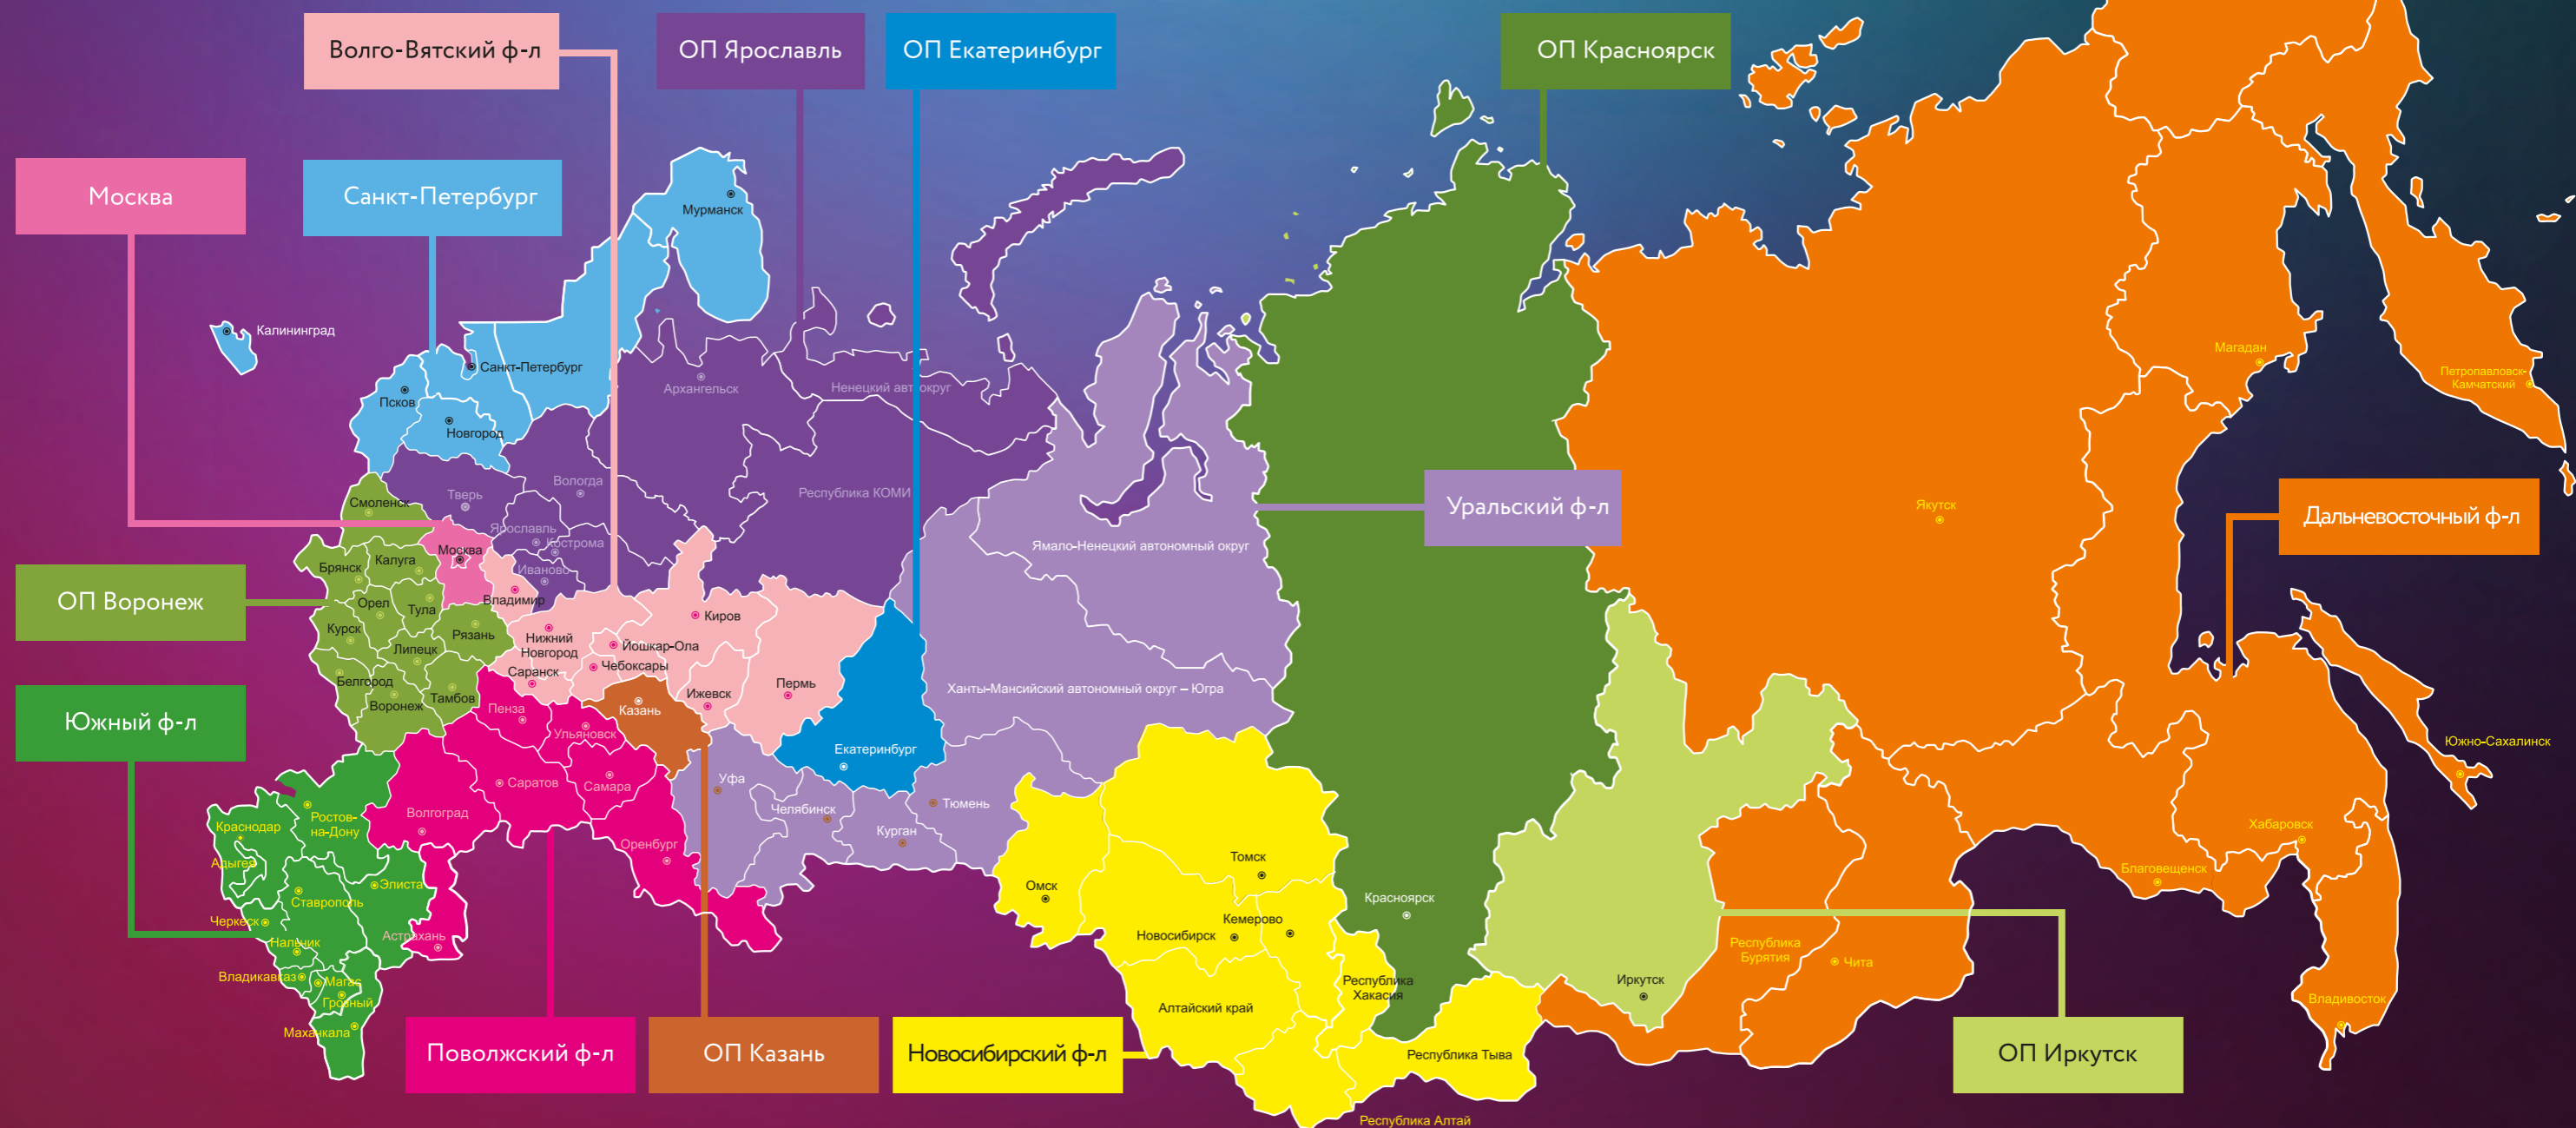 Волго-Вятский ф-л
ОП Ярославль
ОП Екатеринбург
ОП Красноярск
Москва
Санкт-Петербург
Мурманск
Калининград
Санкт-Петербург
Псков
Новгород
Архангельск
Ненецкий авт округ
Магадан
Петропавловск-
Камчатский
Тверь
Вологда
Республика КОМИ
Уральский ф-л
Якутск
Дальневосточный ф-л
Смоленск
Ярославль
Кострома
Москва
Ямало-Ненецкий автономный округ
Калуга
Брянск
Иваново
Владимир
ОП Воронеж
Орел
Тула
Киров
Курск
Рязань
Нижний
Новгород
Йошкар-Ола
Липецк
Чебоксары
Саранск
Белгород
Тамбов
Ижевск
Пермь
Ханты-Мансийский автономный округ – Югра
Воронеж
Пенза
Казань
Южный ф-л
Ульяновск
Екатеринбург
Южно-Сахалинск
Саратов
Самара
Уфа
Челябинск
Тюмень
Волгоград
Краснодар
Ростов-
на-Дону
Курган
Хабаровск
Оренбург
Адыгея
Томск
Благовещенск
Элиста
Омск
Ставрополь
Красноярск
Черкеск
Кемерово
Астрахань
Новосибирск
Нальчик
Республика
Бурятия
Чита
Владикавказ
Магас
Республика
Хакасия
Иркутск
Грозный
Алтайский край
Владивосток
Махачкала
Поволжский ф-л
ОП Казань
Новосибирский ф-л
Республика Тыва
ОП Иркутск
Республика Алтай